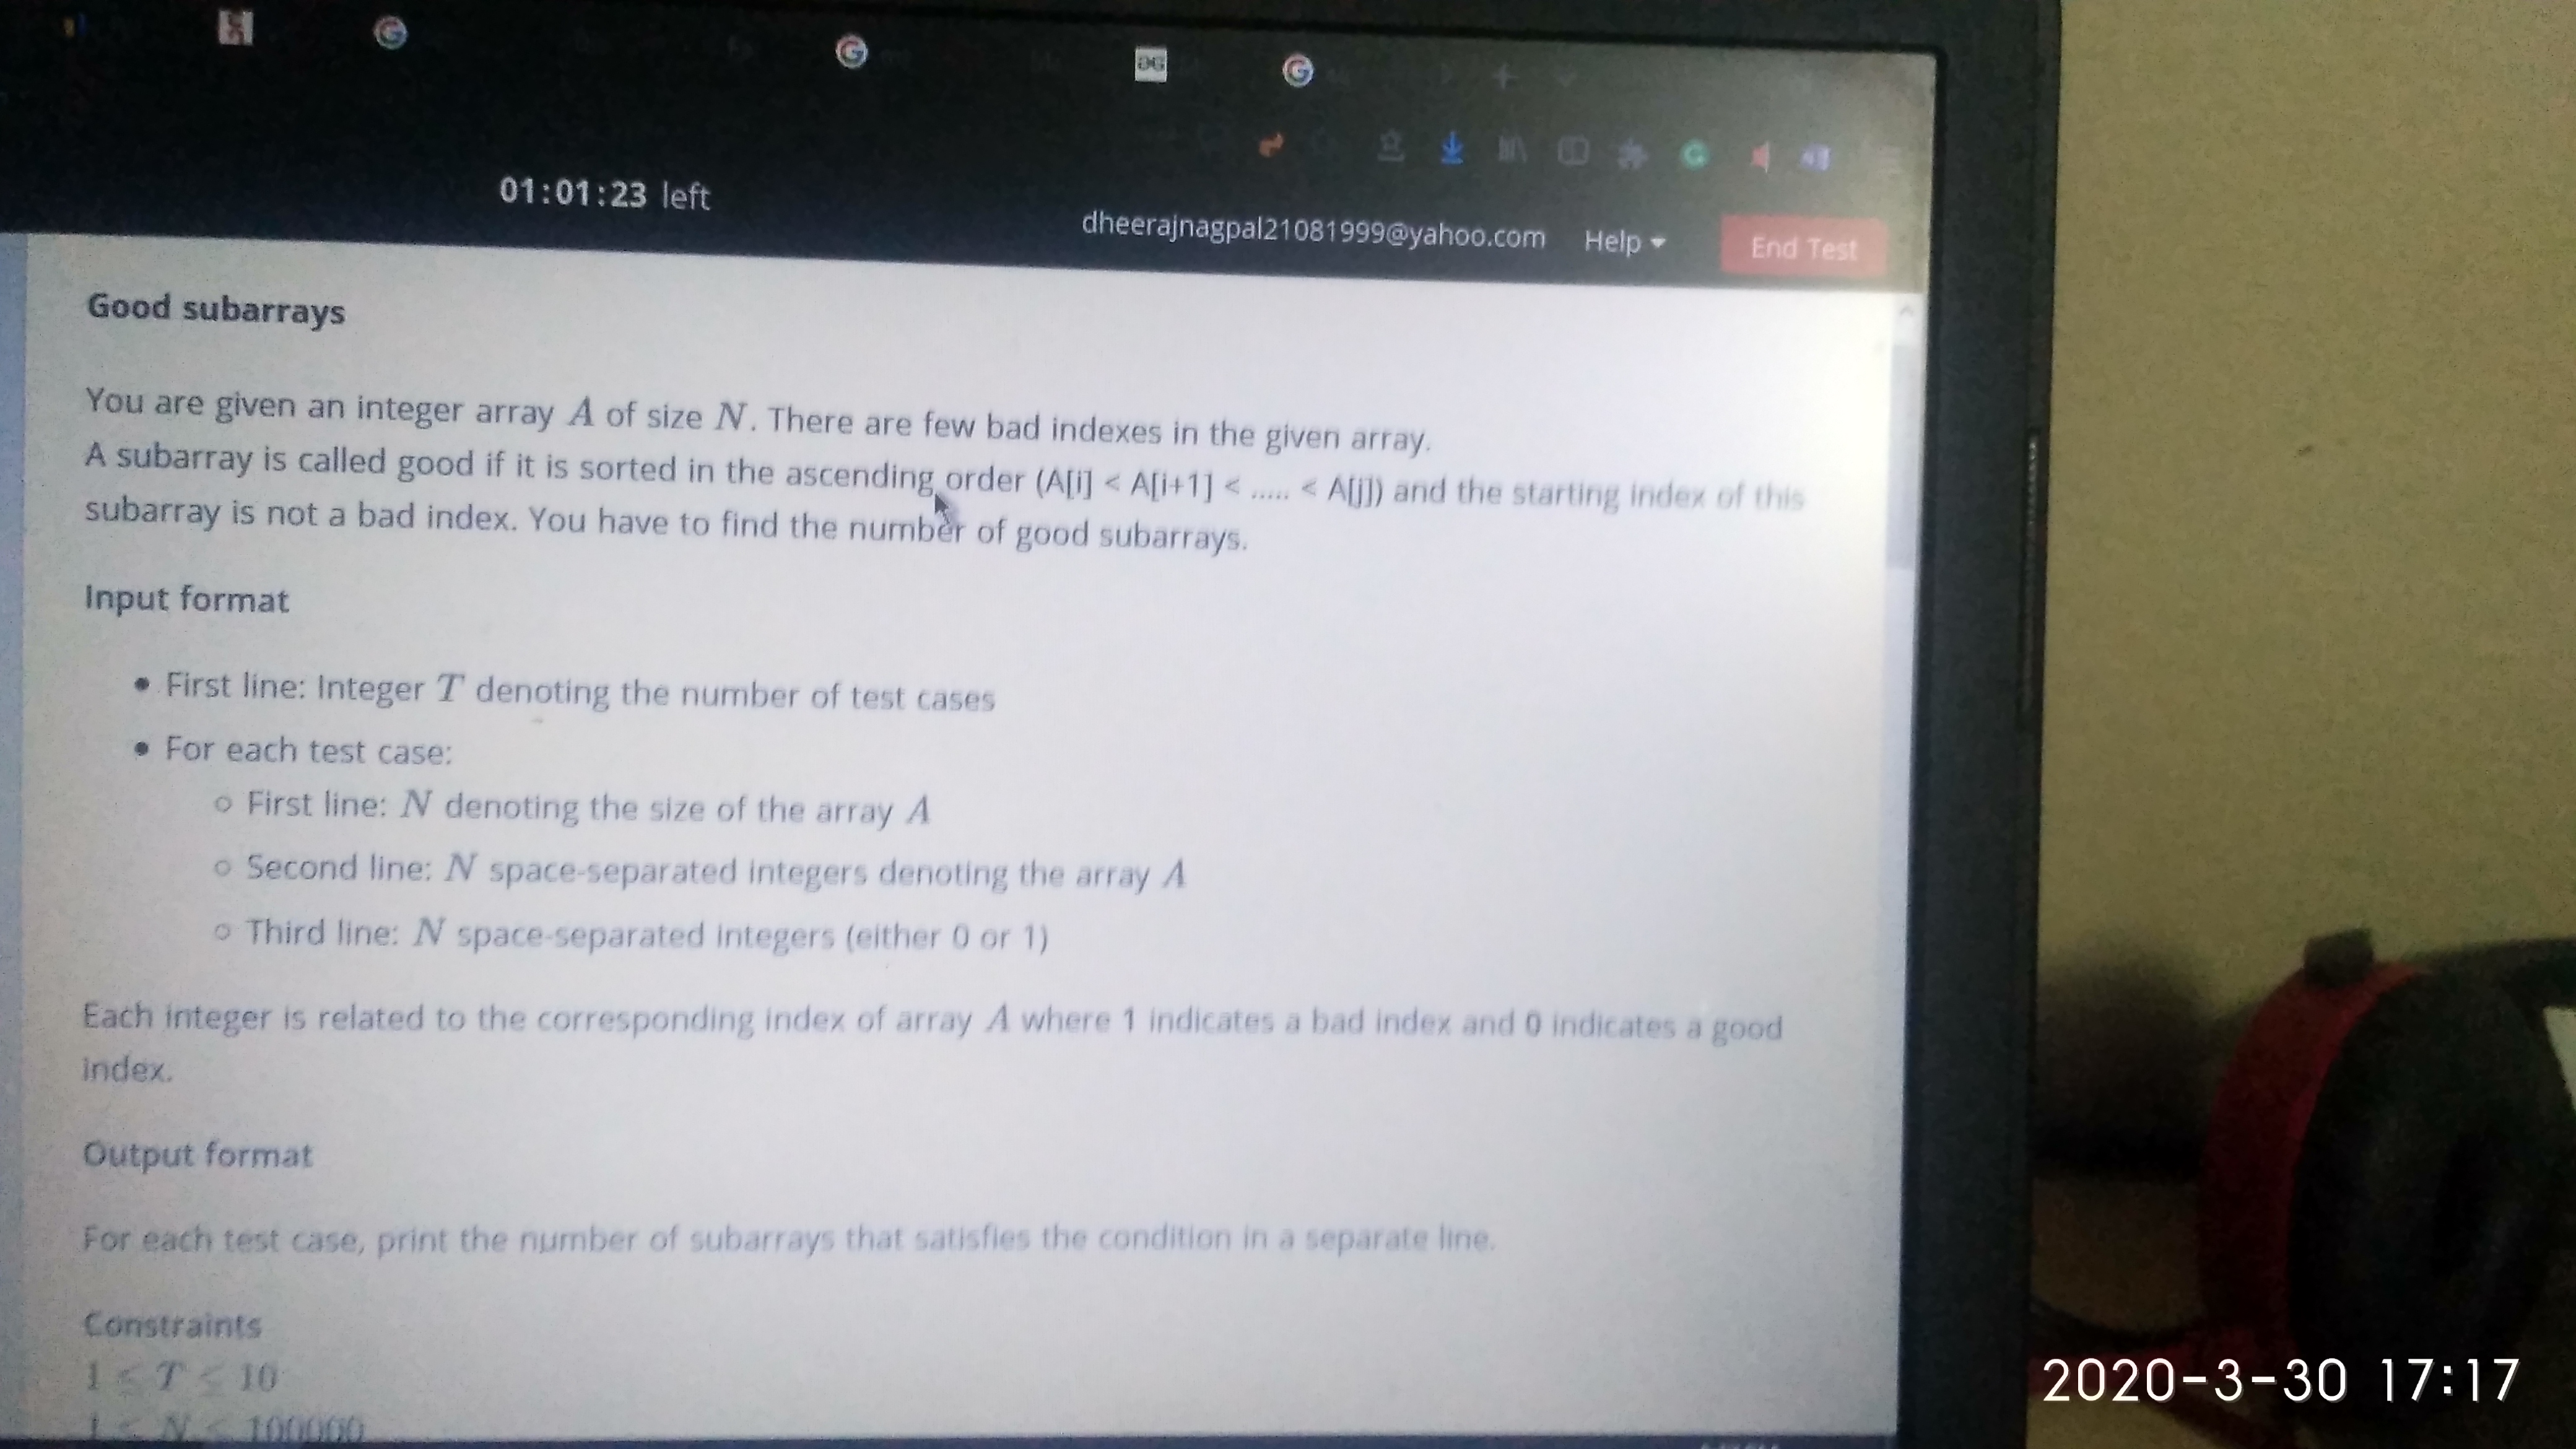 01:01:23 left
dheerajnagpal21081999@yahoo.com Help End Test
Good subarrays
You are given an integer array A of size N. There are few bad indexes in the given array.
A subarray is called good if it is sorted in the ascending order (A[i] < A[i+1] < ..... < A[j]) and the starting index of this
subarray is not a bad index. You have to find the number of good subarrays.
Input format
• First line: Integer T denoting the number of test cases
• For each test case:
○ First line: N denoting the size of the array A
○ Second line: N space-separated integers denoting the array A
○ Third line: N space-separated integers (either 0 or 1)
Each integer is related to the corresponding index of array A where 1 indicates a bad index and 0 indicates a good
index.
Output format
For each test case, print the number of subarrays that satisfies the condition in a separate line.
Constraints
1 ≤ T ≤ 10
1 ≤ N ≤ 100000
2020-3-30 17:17